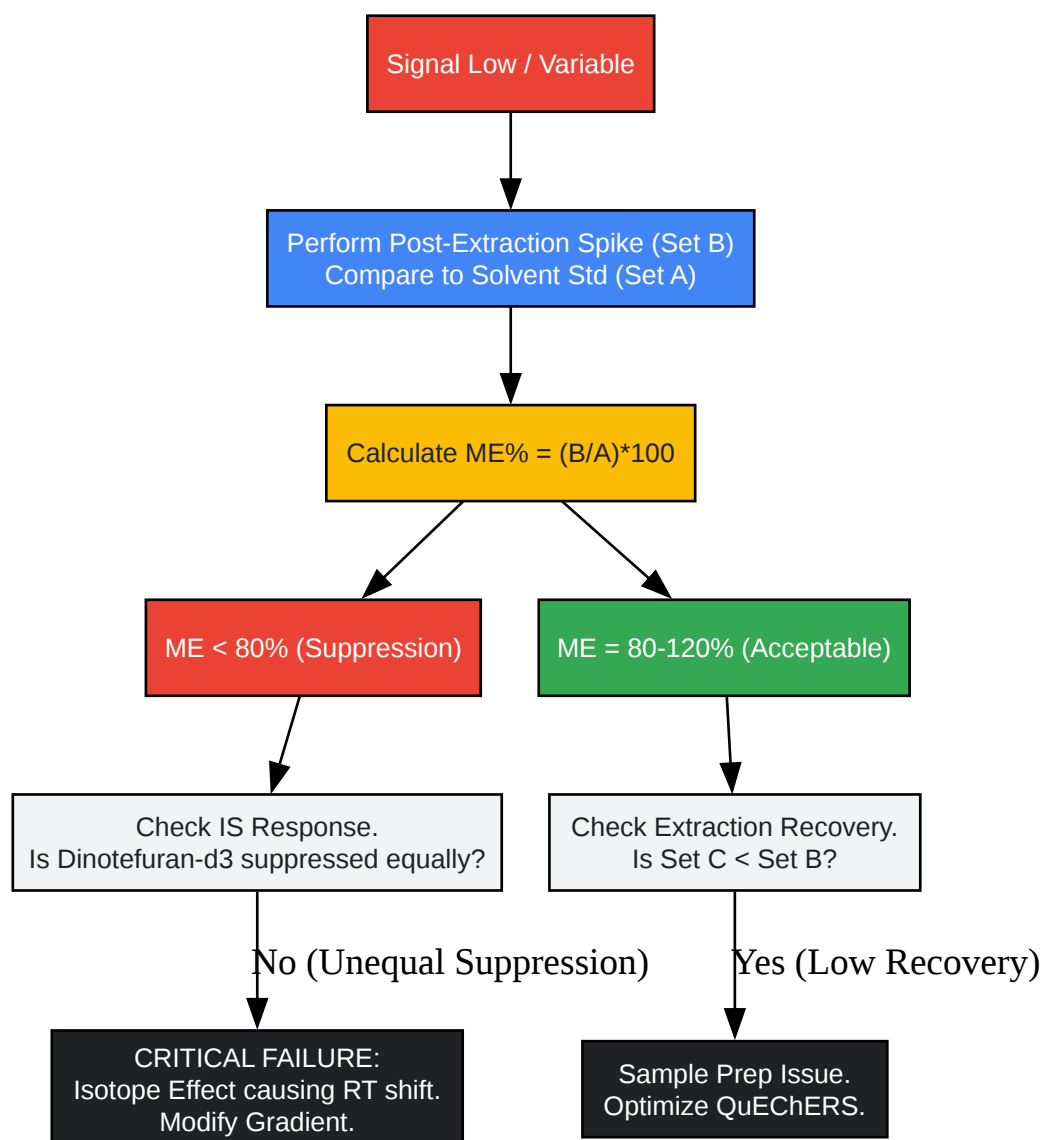 Signal Low / Variable
Perform Post-Extraction Spike (Set B)
Compare to Solvent Std (Set A)
Calculate ME% = (B/A)*100
ME < 80% (Suppression)
ME = 80-120% (Acceptable)
Check IS Response.
Is Dinotefuran-d3 suppressed equally?
Check Extraction Recovery.
Is Set C < Set B?
No (Unequal Suppression)
Yes (Low Recovery)
CRITICAL FAILURE:
Isotope Effect causing RT shift.
Modify Gradient.
Sample Prep Issue.
Optimize QuEChERS.